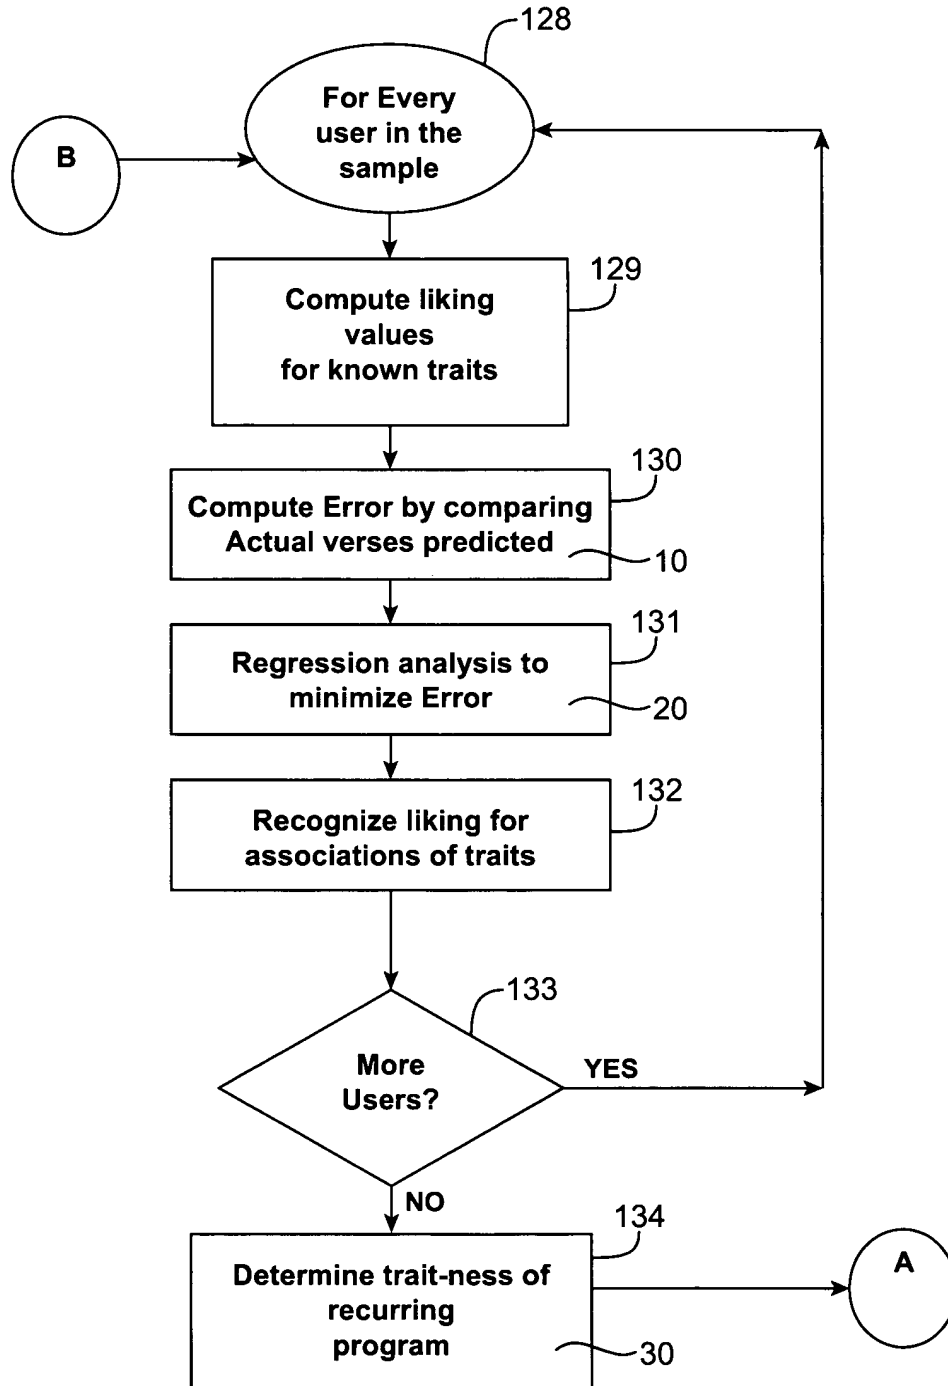 128
For Every
user in the
sample
B
129
Compute liking
values
for known traits
130
Compute Error by comparing
Actual verses predicted
10
131
Regression analysis to
minimize Error
20
132
Recognize liking for
associations of traits
133
More
Users?
YES
NO
134
Determine trait-ness of
recurring
program
30
A